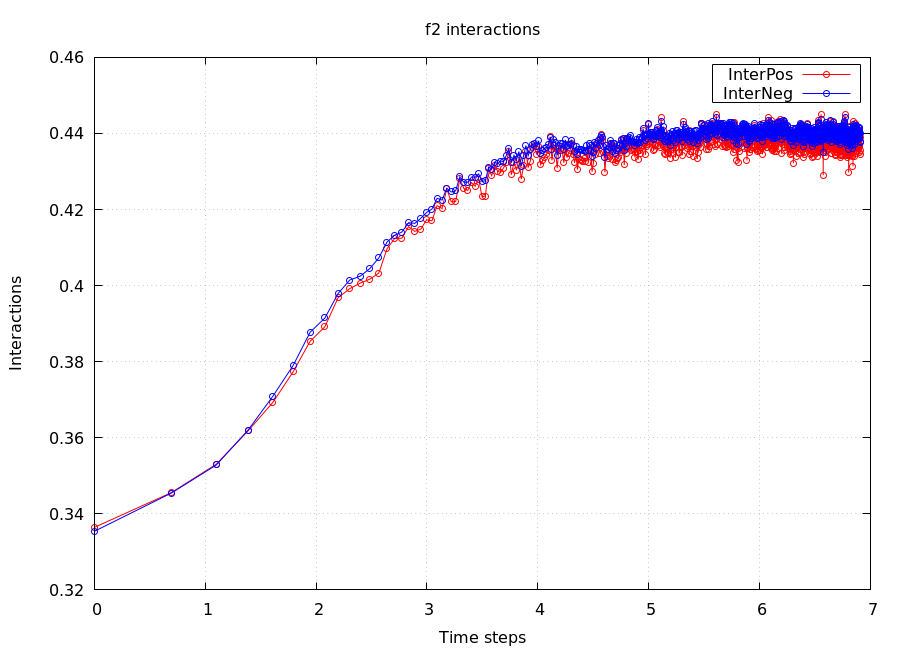 f2 interactions
InterPos
InterNeg
Interactions
0.46
0.44
0.42
0.4
0.38
0.36
0.34
0.32
0 1 2 3 4 5 6 7
Time steps